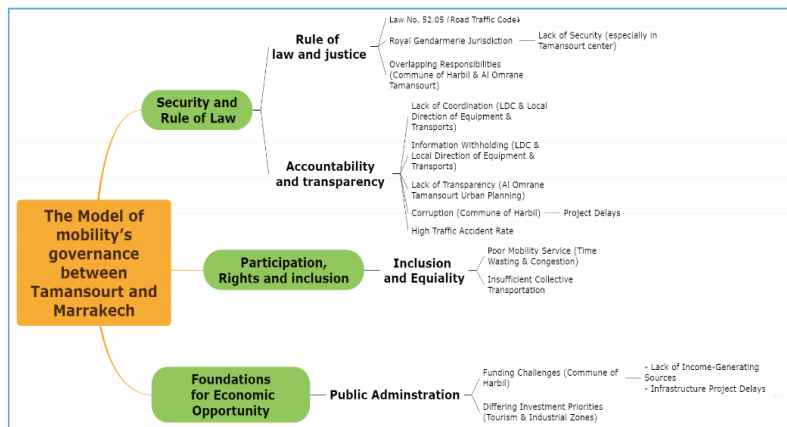 The Model of
mobility's
governance
between
Tamansourt and
Marrakech
Security and
Rule of Law
Rule of
law and justice
Law No. 52.05 (Road Traffic Code)
Royal Gendarmerie Jurisdiction
Lack of Security (especially in
Tamansourt center)
Overlapping Responsibilities
(Commune of Harbil & Al Omrane
Tamansourt)
Accountability
and transparency
Lack of Coordination (LDC & Local
Direction of Equipment &
Transports)
Information Withholding (LDC &
Local Direction of Equipment &
Transports)
Lack of Transparency (Al Omrane
Tamansourt Urban Planning)
Corruption (Commune of Harbil)
Project Delays
High Traffic Accident Rate
Participation,
Rights and inclusion
Inclusion
and Equiality
Poor Mobility Service (Time
Wasting & Congestion)
Insufficient Collective
Transportation
Foundations
for Economic
Opportunity
Public Adminstration
Funding Challenges (Commune of
Harbil)
- Lack of Income-Generating
Sources
- Infrastructure Project Delays
Differing Investment Priorities
(Tourism & Industrial Zones)